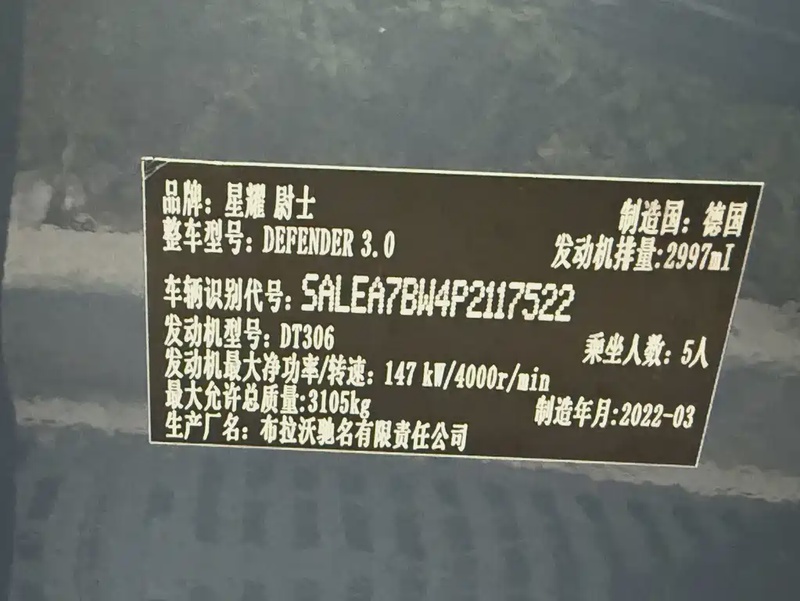 品牌：星耀 尉士
制造国：德国
整车型号：DEFENDER 3.0
发动机排量:2997ml
车辆识别代号：SALEA7BW4P2117522
发动机型号：DT306
乘坐人数：5人
发动机最大净功率/转速：147 kW/4000r/min
最大允许总质量:3105kg
制造年月:2022-03
生产厂名：布拉沃驰名有限责任公司